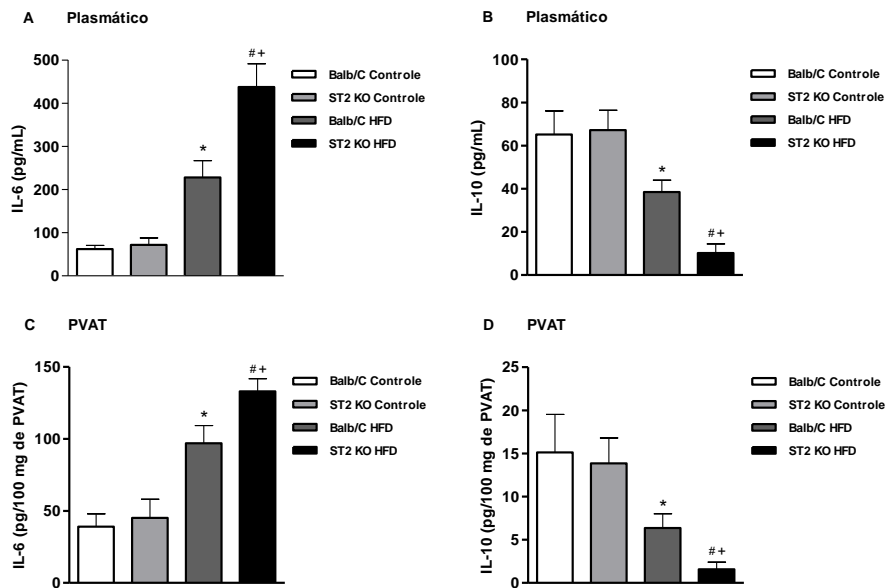 A Plasmático
500
400
300
200
100
0
IL-6 (pg/mL)
*
#+
Balb/C Controle
ST2 KO Controle
Balb/C HFD
ST2 KO HFD
B Plasmático
100
80
60
40
20
0
IL-10 (pg/mL)
*
#+
Balb/C Controle
ST2 KO Controle
Balb/C HFD
ST2 KO HFD
C PVAT
150
100
50
0
IL-6 (pg/100 mg de PVAT)
*
#+
Balb/C Controle
ST2 KO Controle
Balb/C HFD
ST2 KO HFD
D PVAT
25
20
15
10
5
0
IL-10 (pg/100 mg de PVAT)
*
#+
Balb/C Controle
ST2 KO Controle
Balb/C HFD
ST2 KO HFD